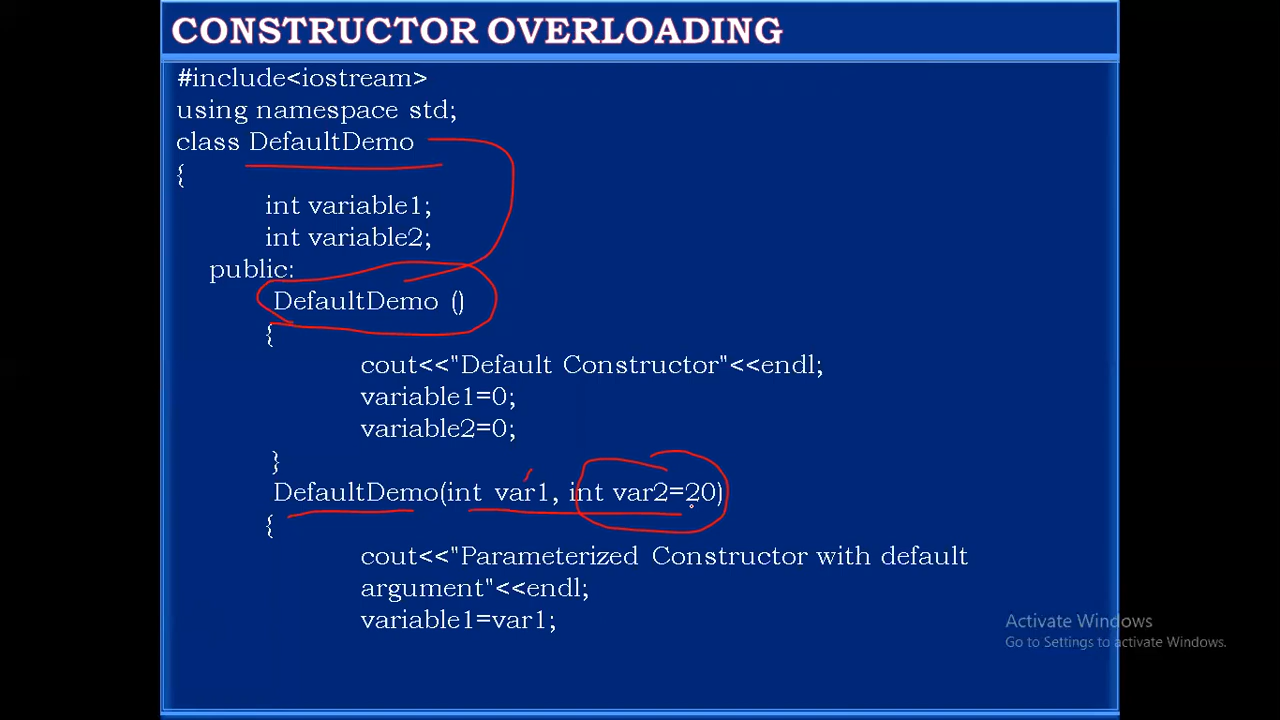 CONSTRUCTOR OVERLOADING
#include<iostream>
using namespace std;
class DefaultDemo
{
int variable1;
int variable2;
public:
DefaultDemo ()
{
cout<<"Default Constructor"<<endl;
variable1=0;
variable2=0;
}
DefaultDemo(int var1, int var2=20)
{
cout<<"Parameterized Constructor with default
argument"<<endl;
variable1=var1;
Activate Windows
Go to Settings to activate Windows.